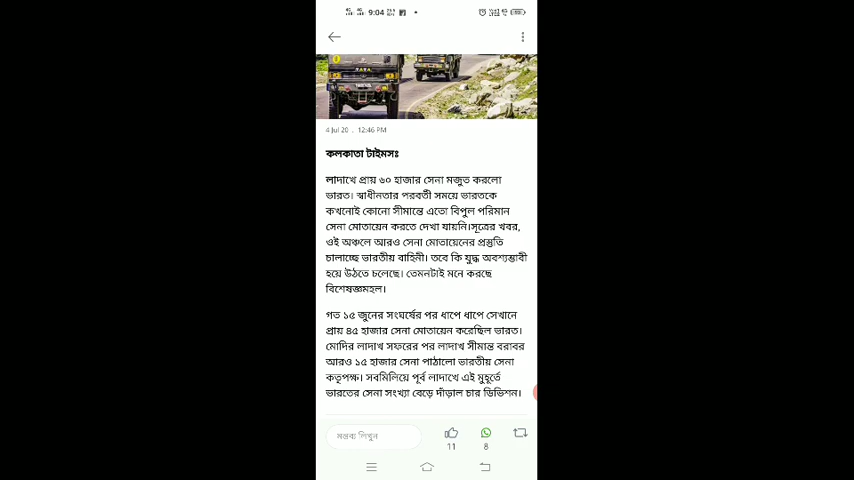 9:04
TATA
4 Jul 20 . 12:46 PM
কলকাতা টাইমসঃ
লাদাখে প্রায় ৬০ হাজার সেনা মজুত করলো
ভারত। স্বাধীনতার পরবর্তী সময়ে ভারতকে
কখনোই কোনো সীমান্তে এতো বিপুল পরিমান
সেনা মোতায়েন করতে দেখা যায়নি।সূত্রের খবর,
ওই অঞ্চলে আরও সেনা মোতায়েনের প্রস্তুতি
চালাচ্ছে ভারতীয় বাহিনী। তবে কি যুদ্ধ অবশ্যম্ভাবী
হয়ে উঠতে চলেছে। তেমনটাই মনে করছে
বিশেষজ্ঞমহল।
গত ১৫ জুনের সংঘর্ষের পর ধাপে ধাপে সেখানে
প্রায় ৪৫ হাজার সেনা মোতায়েন করেছিল ভারত।
মোদির লাদাখ সফরের পর লাদাখ সীমান্ত বরাবর
আরও ১৫ হাজার সেনা পাঠালো ভারতীয় সেনা
কতৃপক্ষ। সবমিলিয়ে পূর্ব লাদাখে এই মুহূর্তে
ভারতের সেনা সংখ্যা বেড়ে দাঁড়াল চার ডিভিশন।
মন্তব্য লিখুন
11
8